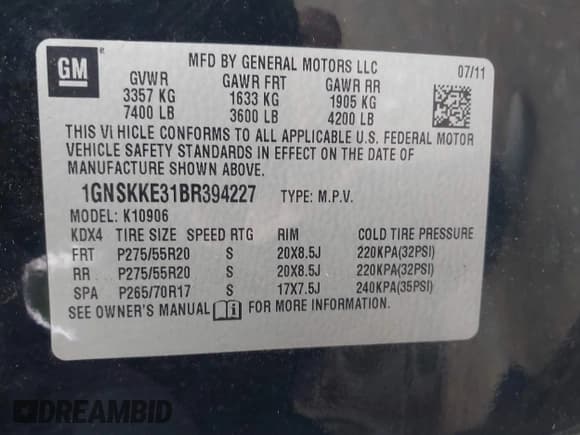 GM
MFD BY GENERAL MOTORS LLC
07/11
GVWR GAWR FRT GAWR RR
3357 KG 1633 KG 1905 KG
7400 LB 3600 LB 4200 LB
THIS VEHICLE CONFORMS TO ALL APPLICABLE U.S. FEDERAL MOTOR
VEHICLE SAFETY STANDARDS IN EFFECT ON THE DATE OF
MANUFACTURE SHOWN ABOVE.
1GNSKKE31BR394227 TYPE: M.P.V.
MODEL: K10906
KDX4 TIRE SIZE SPEED RTG RIM COLD TIRE PRESSURE
FRT P275/55R20 S 20X8.5J 220KPA(32PSI)
RR P275/55R20 S 20X8.5J 220KPA(32PSI)
SPA P265/70R17 S 17X7.5J 240KPA(35PSI)
SEE OWNER'S MANUAL FOR MORE INFORMATION.
DREAMBID